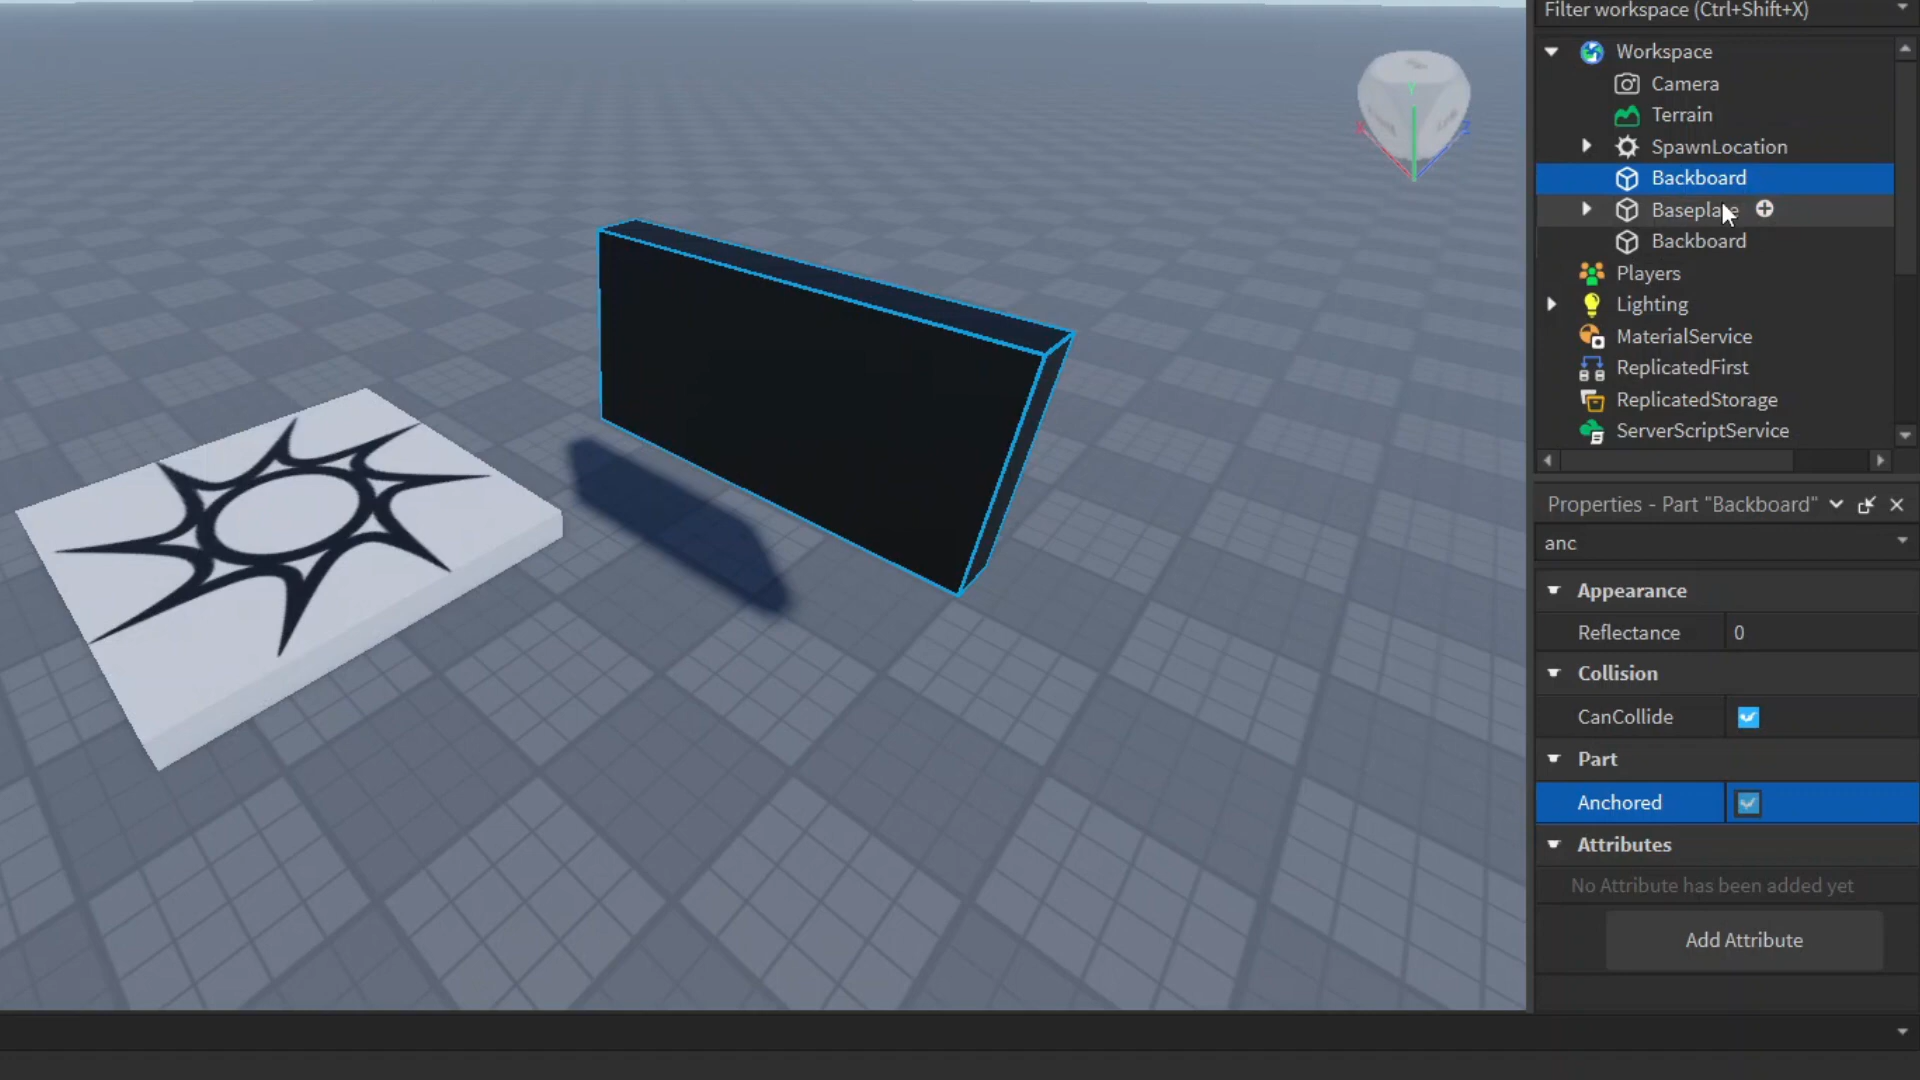 Filter workspace (Ctrl+Shift+X)
Workspace
Camera
Terrain
SpawnLocation
Backboard
Baseplate
Backboard
Players
Lighting
MaterialService
ReplicatedFirst
ReplicatedStorage
ServerScriptService
Properties - Part "Backboard"
anc
Appearance
Reflectance 0
Collision
CanCollide
Part
Anchored
Attributes
No Attribute has been added yet
Add Attribute